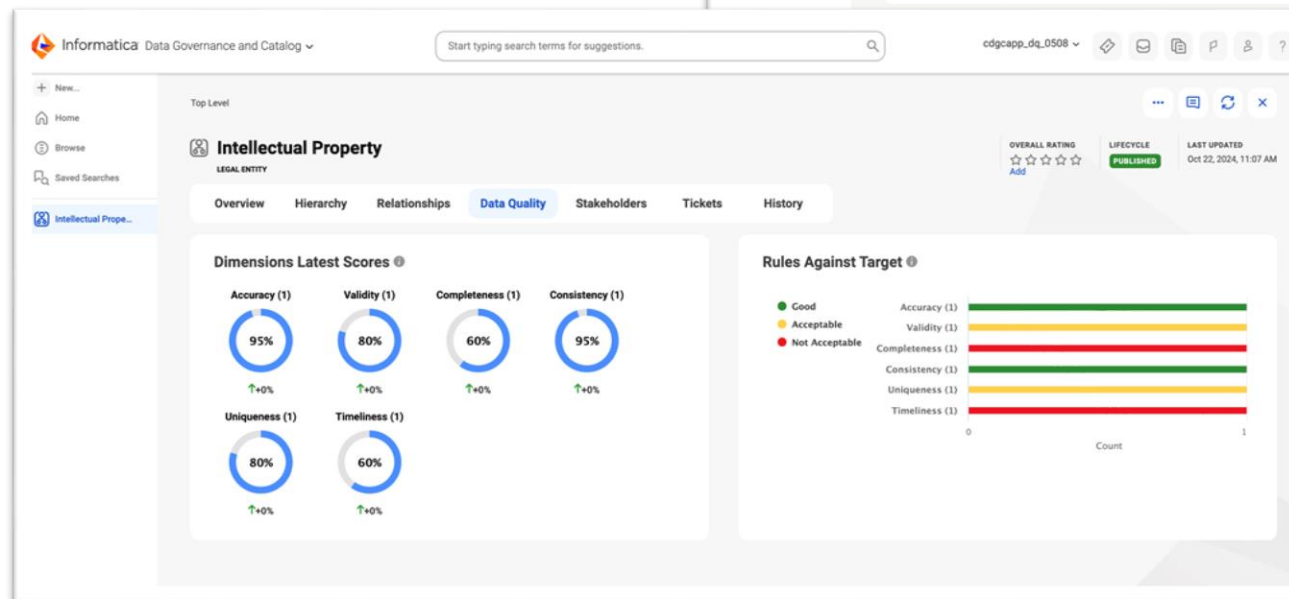 Informatica Data Governance and Catalog
Start typing search terms for suggestions.
cdgcapp_dq_0508
?
New...
Home
Browse
Saved Searches
Intellectual Prope...
Top Level
Intellectual Property
LEGAL ENTITY
OVERALL RATING
Add
LIFECYCLE
PUBLISHED
LAST UPDATED
Oct 22, 2024, 11:07 AM
Overview Hierarchy Relationships Data Quality Stakeholders Tickets History
Dimensions Latest Scores
Accuracy (1) Validity (1) Completeness (1) Consistency (1)
95% 80% 60% 95%
+0% +0% +0% +0%
Uniqueness (1) Timeliness (1)
80% 60%
+0% +0%
Rules Against Target
Good
Acceptable
Not Acceptable
Accuracy (1)
Validity (1)
Completeness (1)
Consistency (1)
Uniqueness (1)
Timeliness (1)
0 1
Count